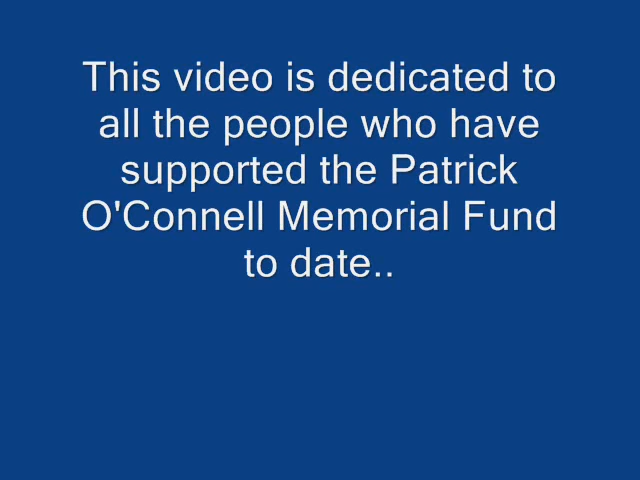 This video is dedicated to
all the people who have
supported the Patrick
O'Connell Memorial Fund
to date..